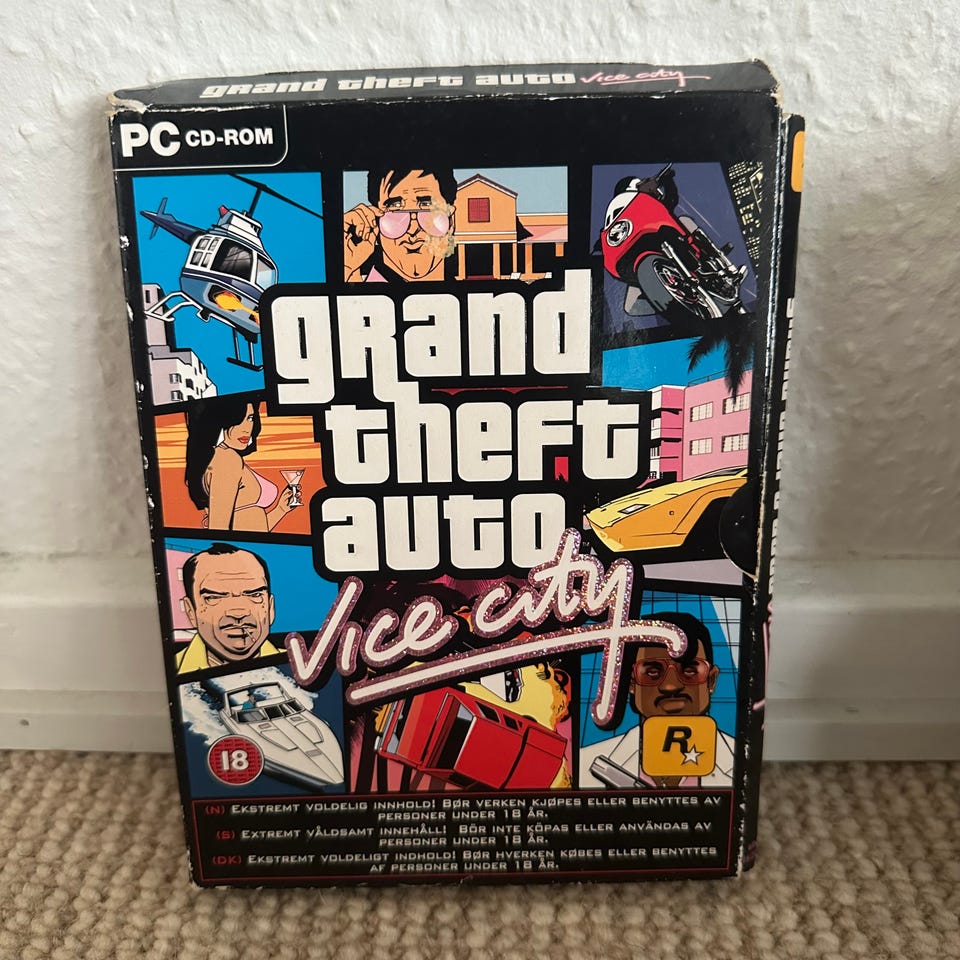 grand theft auto Vice City
PC CD-ROM
grand
theft
auto
Vice City
R
18
(N) EKSTREMT VOLDELIG INNHOLD! BØR VERKEN KJØPES ELLER BENYTTES AV
PERSONER UNDER 18 ÅR.
(S) EXTREMT VÅLDSAMT INNEHÅLL! BÖR INTE KÖPAS ELLER ANVÄNDAS AV
PERSONER UNDER 18 ÅR.
(DK) EKSTREMT VOLDELIGT INDHOLD! BØR HVERKEN KØBES ELLER BENYTTES
AF PERSONER UNDER 18 ÅR.